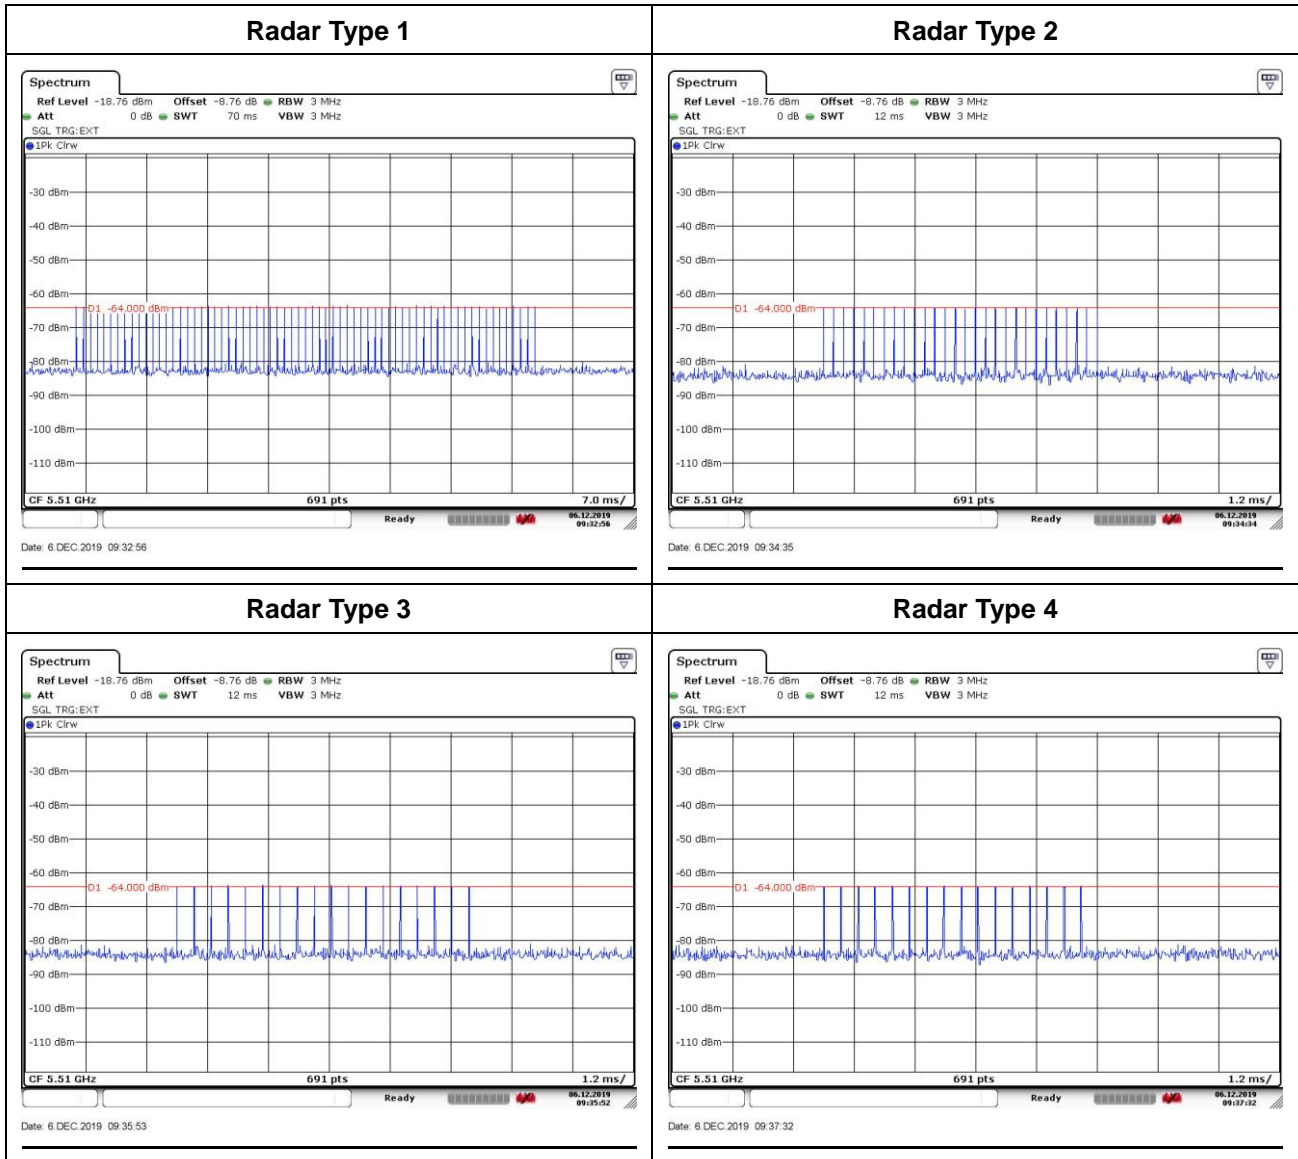 Radar Type 1
Spectrum
Ref Level -18.76 dBm Offset -8.76 dB RBW 3 MHz
Att 0 dB SWT 70 ms VBW 3 MHz
SGL TRG:EXT
1Pk Clrw
-30 dBm
-40 dBm
-50 dBm
-60 dBm
D1 -64.000 dBm
-70 dBm
-80 dBm
-90 dBm
-100 dBm
-110 dBm
CF 5.51 GHz 691 pts 7.0 ms/
Ready 06.12.2019
09:32:56
Date: 6.DEC.2019 09:32:56
Radar Type 2
Spectrum
Ref Level -18.76 dBm Offset -8.76 dB RBW 3 MHz
Att 0 dB SWT 12 ms VBW 3 MHz
SGL TRG:EXT
1Pk Clrw
-30 dBm
-40 dBm
-50 dBm
-60 dBm
D1 -64.000 dBm
-70 dBm
-80 dBm
-90 dBm
-100 dBm
-110 dBm
CF 5.51 GHz 691 pts 1.2 ms/
Ready 06.12.2019
09:34:34
Date: 6.DEC.2019 09:34:35
Radar Type 3
Spectrum
Ref Level -18.76 dBm Offset -8.76 dB RBW 3 MHz
Att 0 dB SWT 12 ms VBW 3 MHz
SGL TRG:EXT
1Pk Clrw
-30 dBm
-40 dBm
-50 dBm
-60 dBm
D1 -64.000 dBm
-70 dBm
-80 dBm
-90 dBm
-100 dBm
-110 dBm
CF 5.51 GHz 691 pts 1.2 ms/
Ready 06.12.2019
09:35:52
Date: 6.DEC.2019 09:35:53
Radar Type 4
Spectrum
Ref Level -18.76 dBm Offset -8.76 dB RBW 3 MHz
Att 0 dB SWT 12 ms VBW 3 MHz
SGL TRG:EXT
1Pk Clrw
-30 dBm
-40 dBm
-50 dBm
-60 dBm
D1 -64.000 dBm
-70 dBm
-80 dBm
-90 dBm
-100 dBm
-110 dBm
CF 5.51 GHz 691 pts 1.2 ms/
Ready 06.12.2019
09:37:32
Date: 6.DEC.2019 09:37:32